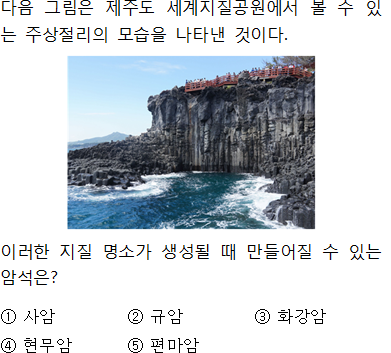 다음 그림은 제주도 세계지질공원에서 볼 수 있
는 주상절리의 모습을 나타낸 것이다.
이러한 지질 명소가 생성될 때 만들어질 수 있는
암석은?
① 사암 ② 규암 ③ 화강암
④ 현무암 ⑤ 편마암